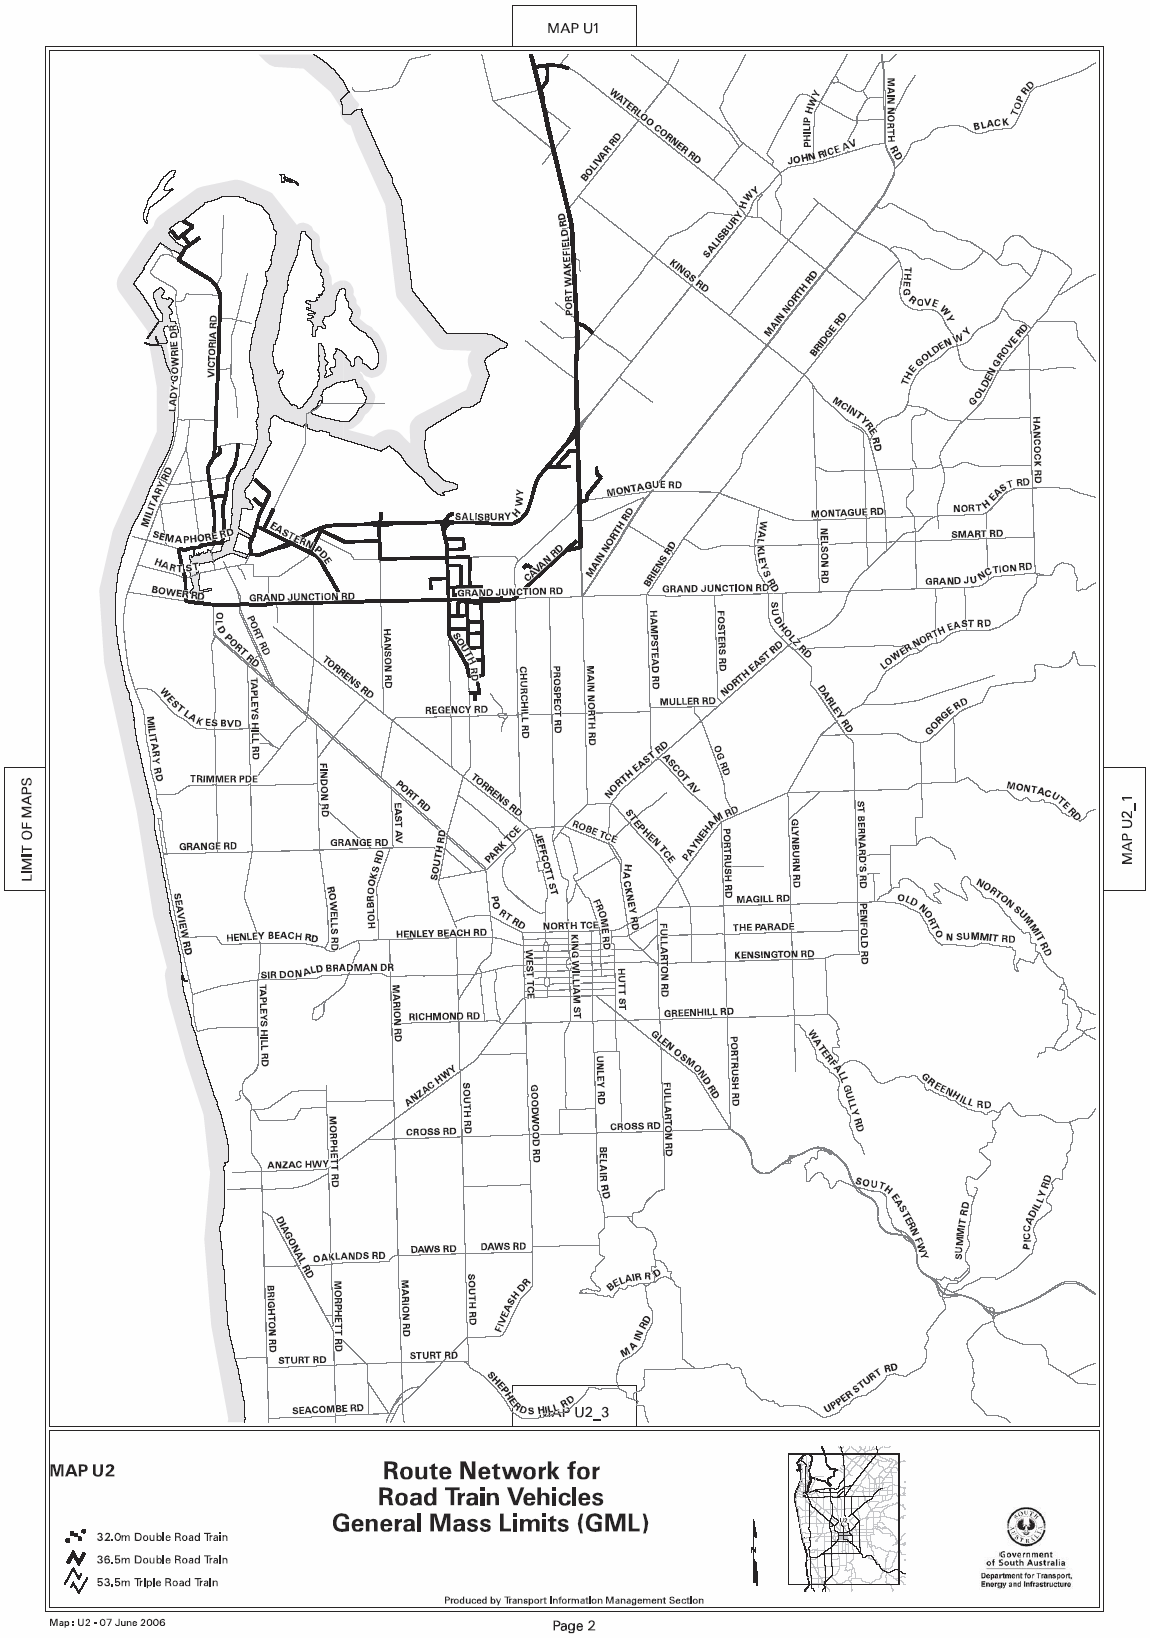 MAP U1
WATERLOO CORNER RD
BOLIVAR RD
PHILIP HWY
MAIN NORTH RD
BLACK TOP RD
JOHN RICE AV
SALISBURY HWY
PORT WAKEFIELD RD
KINGS RD
MAIN NORTH RD
BRIDGE RD
THE GROVE WY
THE GOLDEN WY
GOLDEN GROVE RD
LADY GOWRIE DR
VICTORIA RD
MCINTYRE RD
HANCOCK RD
MILITARY RD
MONTAGUE RD
NORTH EAST RD
SALISBURY HWY
MONTAGUE RD
SEMAPHORE RD
EASTERN PDE
MAIN NORTH RD
WALKLEYS RD
NELSON RD
SMART RD
HART ST
CAVAN RD
BRIENS RD
BOWER RD
GRAND JUNCTION RD
GRAND JUNCTION RD
GRAND JUNCTION RD
GRAND JUNCTION RD
OLD PORT RD
PORT RD
TORRENS RD
HANSON RD
SOUTH RD
HAMPSTEAD RD
FOSTERS RD
SUDHOLZ RD
LOWER NORTH EAST RD
NORTH EAST RD
WEST LAKES BVD
TAPLEYS HILL RD
CHURCHILL RD
PROSPECT RD
MAIN NORTH RD
REGENCY RD
MULLER RD
DARLEY RD
GORGE RD
MILITARY RD
TRIMMER PDE
FINDON RD
PORT RD
TORRENS RD
NORTH EAST RD
ASCOT AV
OG RD
MONTACUTE RD
MAP U2_1
LIMIT OF MAPS
EAST AV
GRANGE RD
GRANGE RD
HOLBROOKS RD
SOUTH RD
PARK TCE
JEFFCOTT ST
ROBE TCE
STEPHEN TCE
PAYNEHAM RD
PORTRUSH RD
GLYNBURN RD
ST BERNARD'S RD
SEAVIEW RD
ROWELLS RD
PORT RD
FROME RD
HACKNEY RD
MAGILL RD
OLD NORTON SUMMIT RD
NORTON SUMMIT RD
HENLEY BEACH RD
HENLEY BEACH RD
NORTH TCE
THE PARADE
PENFOLD RD
SIR DONALD BRADMAN DR
WEST TCE
KING WILLIAM ST
HUTT ST
FULLARTON RD
KENSINGTON RD
TAPLEYS HILL RD
MARION RD
RICHMOND RD
GREENHILL RD
GLEN OSMOND RD
PORTRUSH RD
WATERFALL GULLY RD
GREENHILL RD
ANZAC HWY
SOUTH RD
GOODWOOD RD
UNLEY RD
FULLARTON RD
CROSS RD
CROSS RD
MORPHETT RD
ANZAC HWY
BELAIR RD
SOUTH EASTERN FWY
SUMMIT RD
PICCADILLY RD
DIAGONAL RD
OAKLANDS RD
DAWS RD
DAWS RD
BRIGHTON RD
MORPHETT RD
MARION RD
SOUTH RD
FIVEASH DR
BELAIR RD
MAIN RD
STURT RD
STURT RD
SHEPHERDS HILL RD
UPPER STURT RD
SEACOMBE RD
MAP U2_3
MAP U2
Route Network for
Road Train Vehicles
General Mass Limits (GML)
32.0m Double Road Train
36.5m Double Road Train
53.5m Triple Road Train
N
SOUTH
AUSTRALIA
Government
of South Australia
Department for Transport,
Energy and Infrastructure
Produced by Transport Information Management Section
Map : U2 - 07 June 2006
Page 2